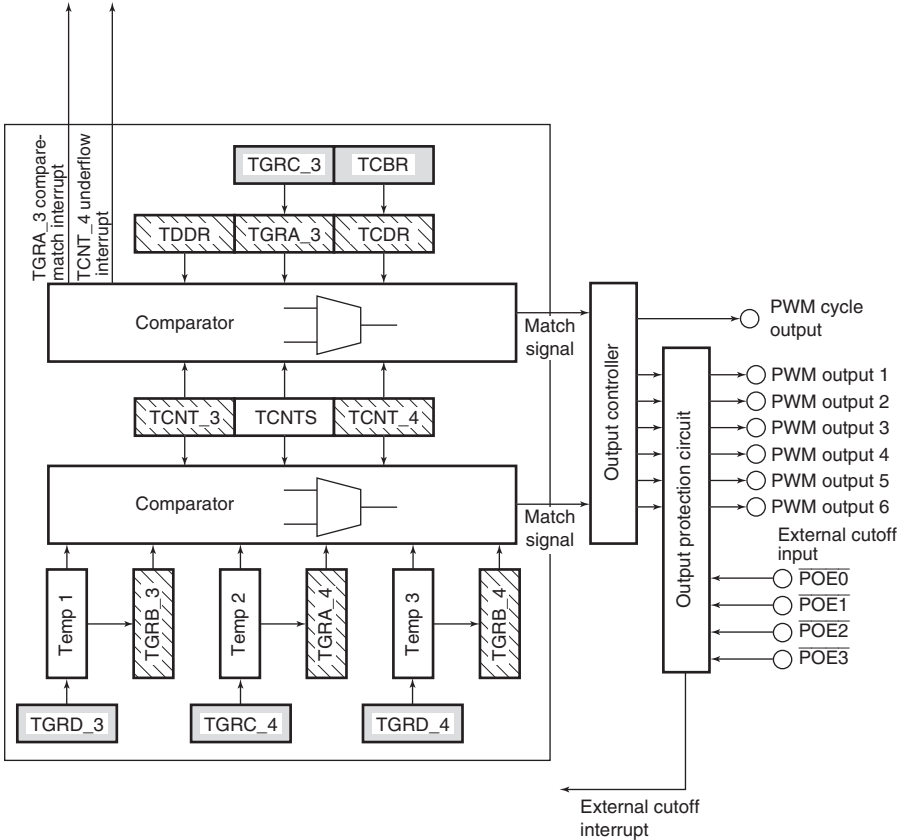 TGRA_3 compare-
match interrupt
TCNT_4 underflow
interrupt
TGRC_3
TCBR
TDDR
TGRA_3
TCDR
Comparator
Match
signal
PWM cycle
output
TCNT_3
TCNTS
TCNT_4
Output controller
Output protection circuit
PWM output 1
PWM output 2
PWM output 3
PWM output 4
PWM output 5
PWM output 6
Comparator
Match
signal
External cutoff
input
POE0
POE1
POE2
POE3
Temp 1
TGRB_3
Temp 2
TGRA_4
Temp 3
TGRB_4
TGRD_3
TGRC_4
TGRD_4
External cutoff
interrupt